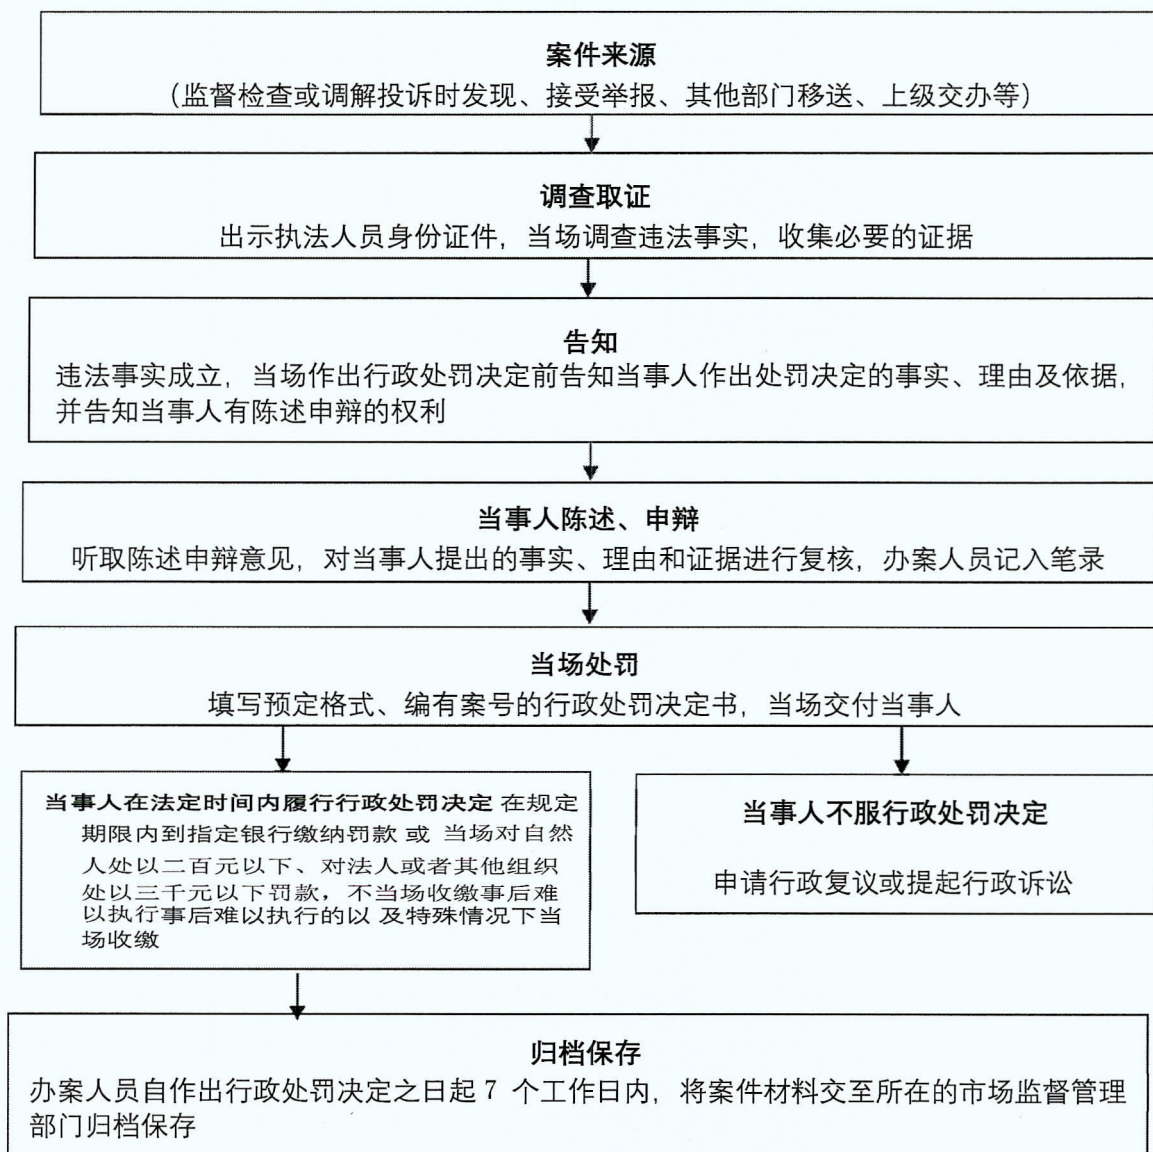 案件来源
（监督检查或调解投诉时发现、接受举报、其他部门移送、上级交办等）
调查取证
出示执法人员身份证件，当场调查违法事实，收集必要的证据
告知
违法事实成立，当场作出行政处罚决定前告知当事人作出处罚决定的事实、理由及依据，
并告知当事人有陈述申辩的权利
当事人陈述、申辩
听取陈述申辩意见，对当事人提出的事实、理由和证据进行复核，办案人员记入笔录
当场处罚
填写预定格式、编有案号的行政处罚决定书，当场交付当事人
当事人在法定时间内履行行政处罚决定 在规定
期限内到指定银行缴纳罚款 或 当场对自然
人处以二百元以下、对法人或者其他组织
处以三千元以下罚款，不当场收缴事后难
以执行事后难以执行的以 及特殊情况下当
场收缴
当事人不服行政处罚决定
申请行政复议或提起行政诉讼
归档保存
办案人员自作出行政处罚决定之日起 7 个工作日内，将案件材料交至所在的市场监督管理
部门归档保存